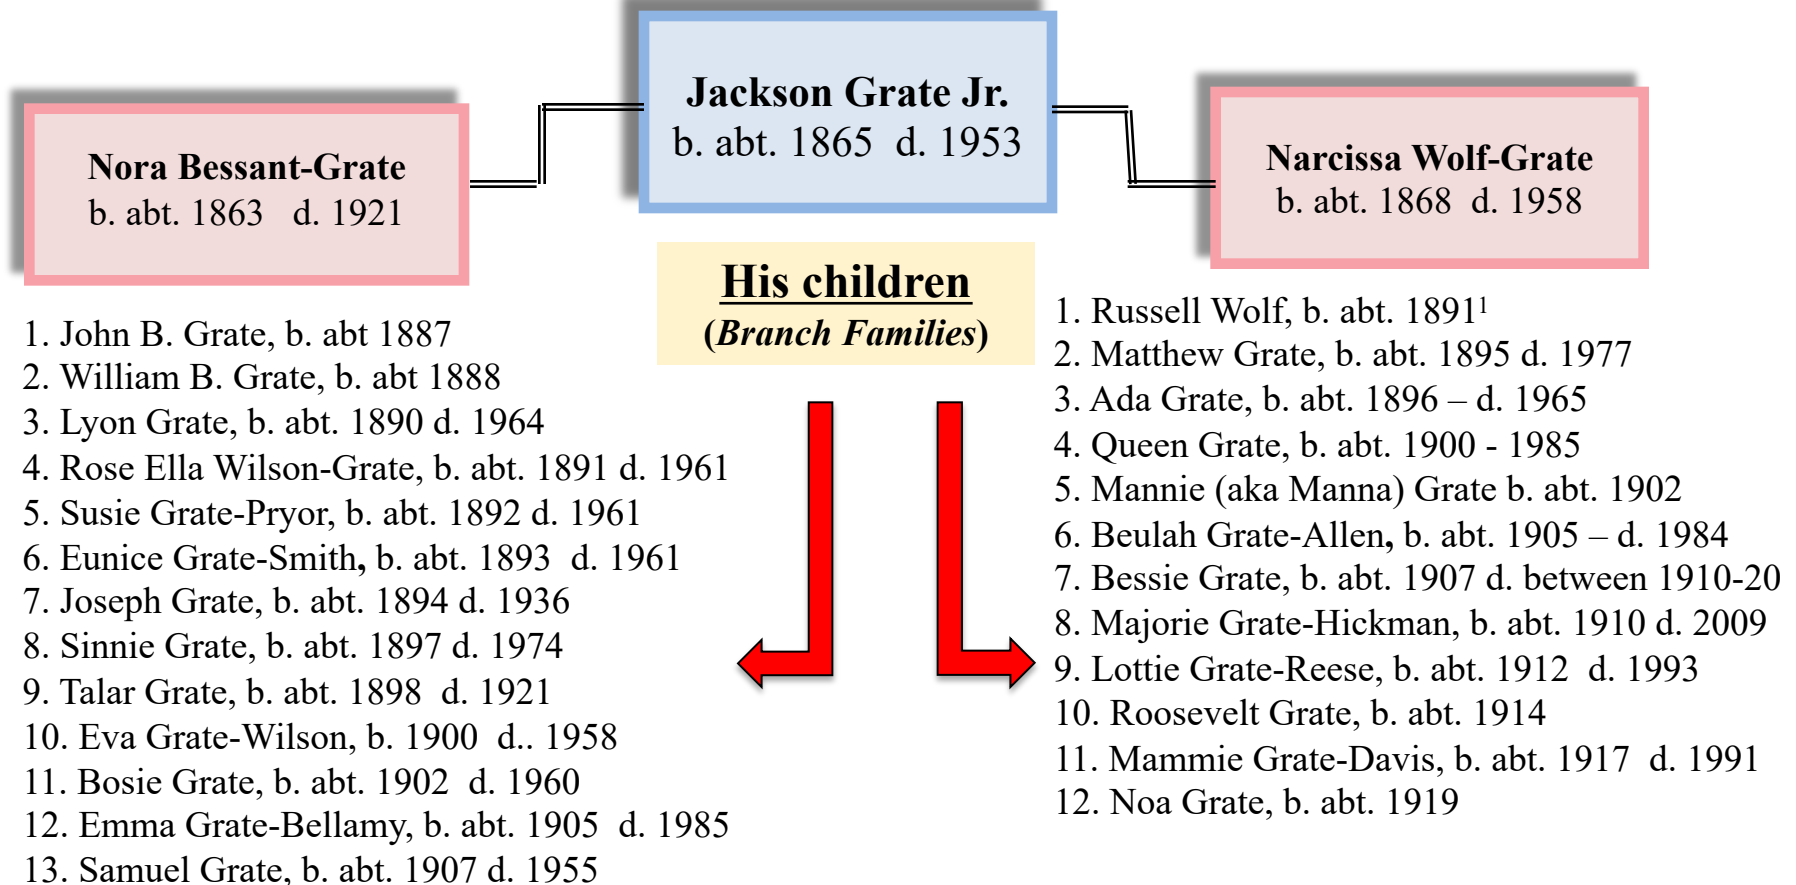 Jackson Grate Jr.
b. abt. 1865  d. 1953
Nora Bessant-Grate
b. abt. 1863   d. 1921
Narcissa Wolf-Grate
b. abt. 1868  d. 1958
His children
(Branch Families)
1. John B. Grate, b. abt 1887
2. William B. Grate, b. abt 1888
3. Lyon Grate, b. abt. 1890 d. 1964
4. Rose Ella Wilson-Grate, b. abt. 1891 d. 1961
5. Susie Grate-Pryor, b. abt. 1892 d. 1961
6. Eunice Grate-Smith, b. abt. 1893  d. 1961
7. Joseph Grate, b. abt. 1894 d. 1936
8. Sinnie Grate, b. abt. 1897 d. 1974
9. Talar Grate, b. abt. 1898  d. 1921
10. Eva Grate-Wilson, b. 1900  d.. 1958
11. Bosie Grate, b. abt. 1902  d. 1960
12. Emma Grate-Bellamy, b. abt. 1905  d. 1985
13. Samuel Grate, b. abt. 1907 d. 1955
1. Russell Wolf, b. abt. 1891¹
2. Matthew Grate, b. abt. 1895 d. 1977
3. Ada Grate, b. abt. 1896 – d. 1965
4. Queen Grate, b. abt. 1900 - 1985
5. Mannie (aka Manna) Grate b. abt. 1902
6. Beulah Grate-Allen, b. abt. 1905 – d. 1984
7. Bessie Grate, b. abt. 1907 d. between 1910-20
8. Majorie Grate-Hickman, b. abt. 1910 d. 2009
9. Lottie Grate-Reese, b. abt. 1912  d. 1993
10. Roosevelt Grate, b. abt. 1914
11. Mammie Grate-Davis, b. abt. 1917  d. 1991
12. Noa Grate, b. abt. 1919